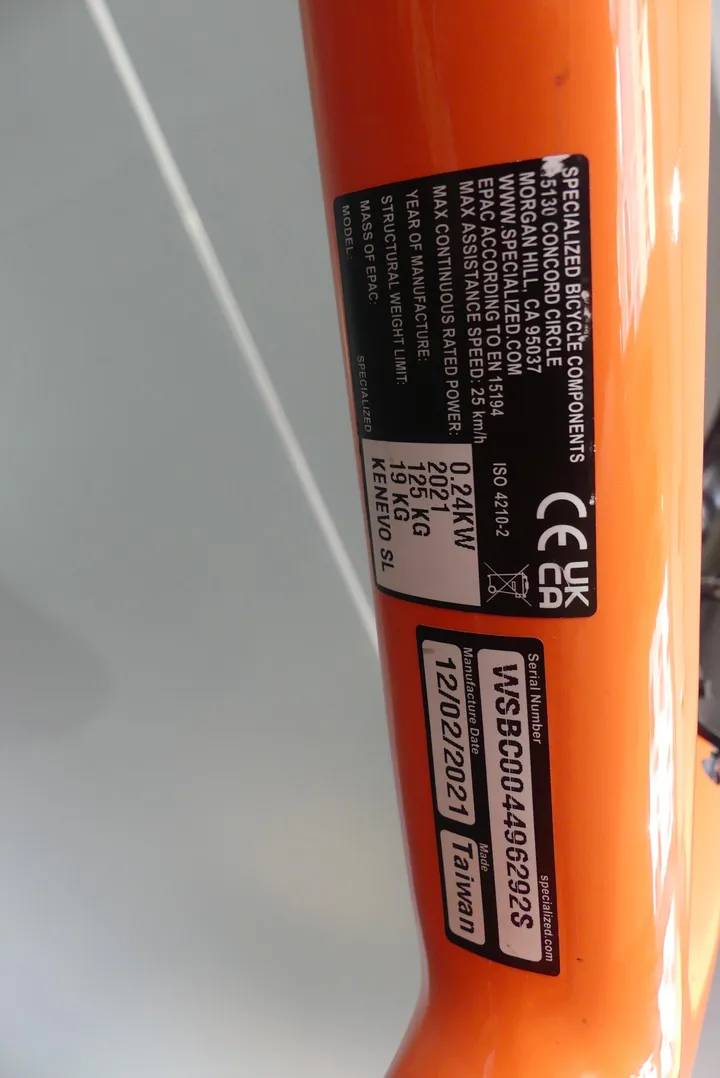 SPECIALIZED BICYCLE COMPONENTS
15130 CONCORD CIRCLE
MORGAN HILL, CA 95037
WWW.SPECIALIZED.COM
EPAC ACCORDING TO EN 15194 ISO 4210-2
MAX ASSISTANCE SPEED: 25 km/h
MAX CONTINUOUS RATED POWER: 0.24KW
YEAR OF MANUFACTURE: 2021
STRUCTURAL WEIGHT LIMIT: 125 KG
MASS OF EPAC: 19 KG
MODEL: SPECIALIZED KENEVO SL
CE UK
CA
Serial Number specialized.com
WSBC004496292S
Manufacture Date Made
12/02/2021 Taiwan